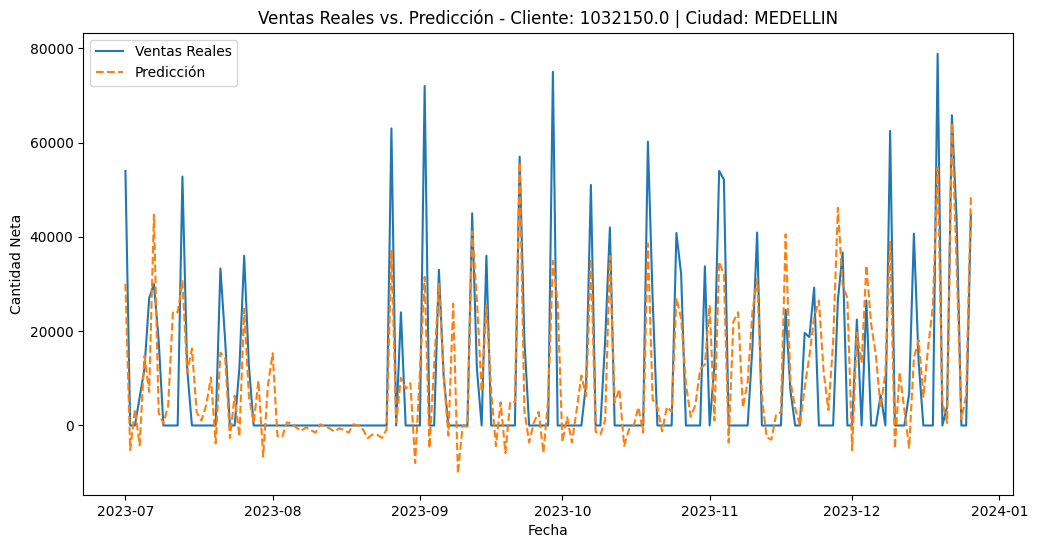 Ventas Reales vs. Predicción - Cliente: 1032150.0 | Ciudad: MEDELLIN
Ventas Reales
Predicción
80000
60000
40000
20000
0
Cantidad Neta
2023-07 2023-08 2023-09 2023-10 2023-11 2023-12 2024-01
Fecha